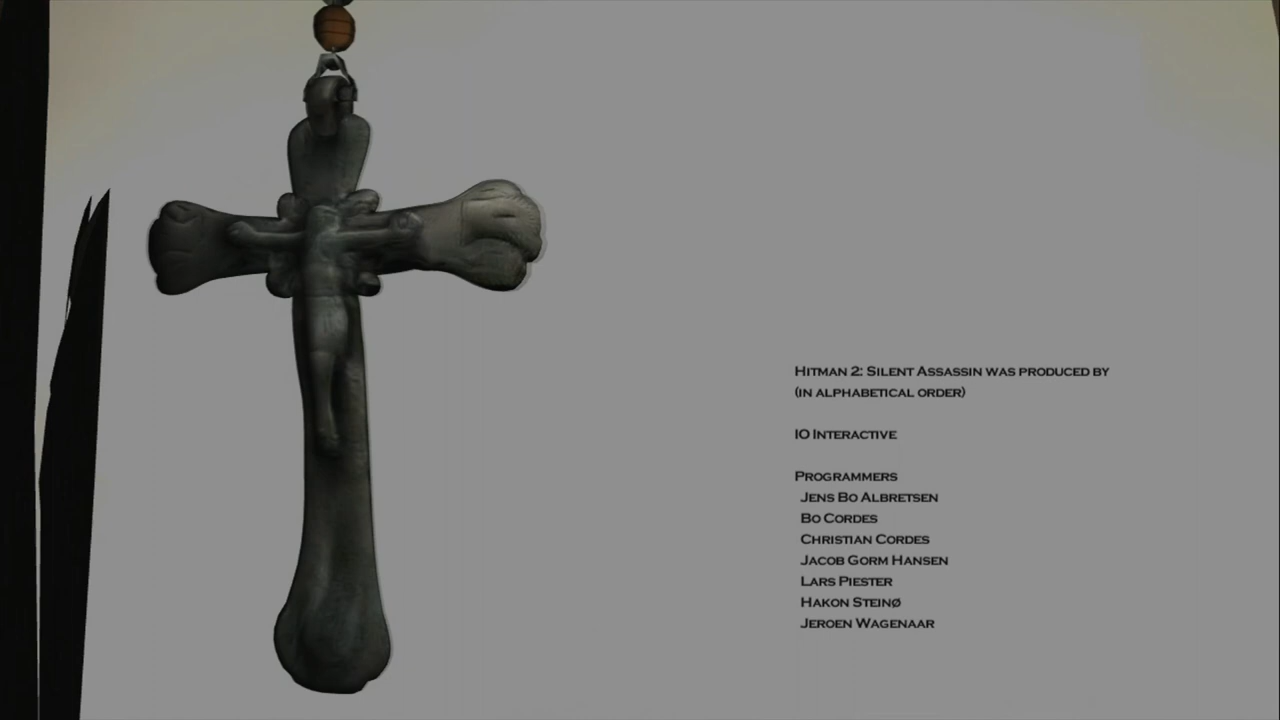 Hitman 2: Silent Assassin was produced by
(in alphabetical order)
IO Interactive
Programmers
Jens Bo Albretsen
Bo Cordes
Christian Cordes
Jacob Gorm Hansen
Lars Piester
Hakon Steinø
Jeroen Wagenaar